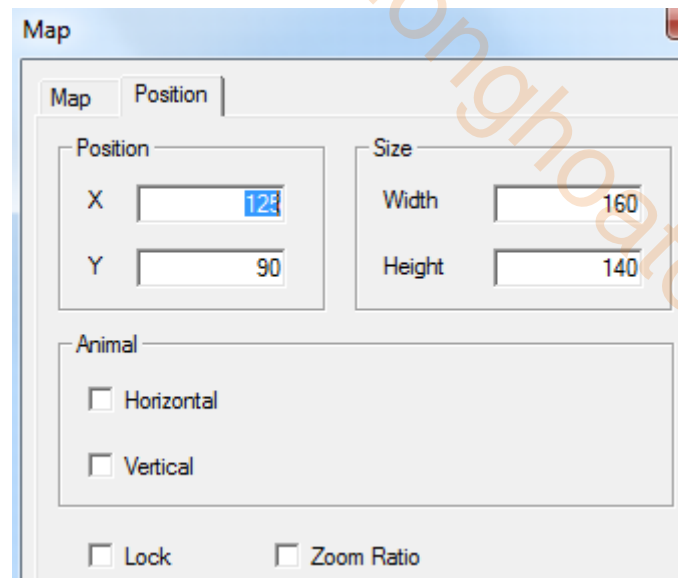 Map
Map Position
Position
X 125
Y 90
Size
Width 160
Height 140
Animal
Horizontal
Vertical
Lock Zoom Ratio